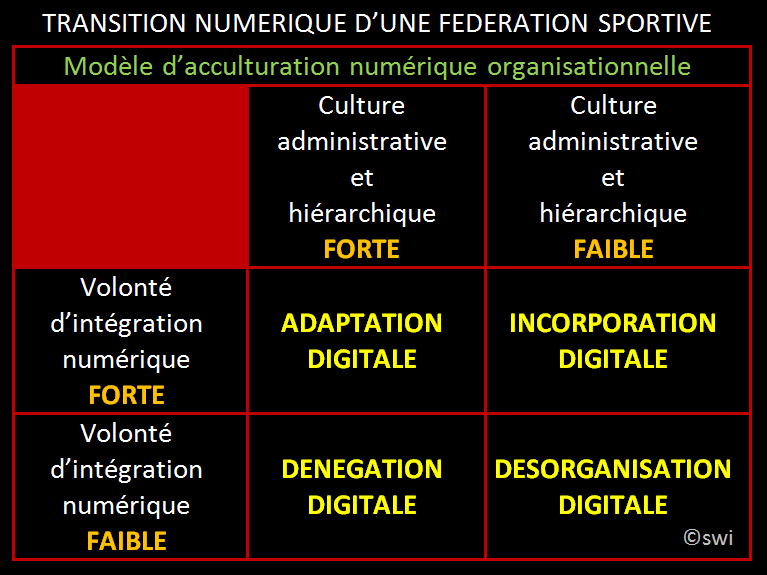 TRANSITION NUMERIQUE D’UNE FEDERATION SPORTIVE
Modèle d’acculturation numérique organisationnelle
Culture
administrative
et
hiérarchique
FORTE
Culture
administrative
et
hiérarchique
FAIBLE
Volonté
d’intégration
numérique
FORTE
ADAPTATION
DIGITALE
INCORPORATION
DIGITALE
Volonté
d’intégration
numérique
FAIBLE
DENEGATION
DIGITALE
DESORGANISATION
DIGITALE
©swi